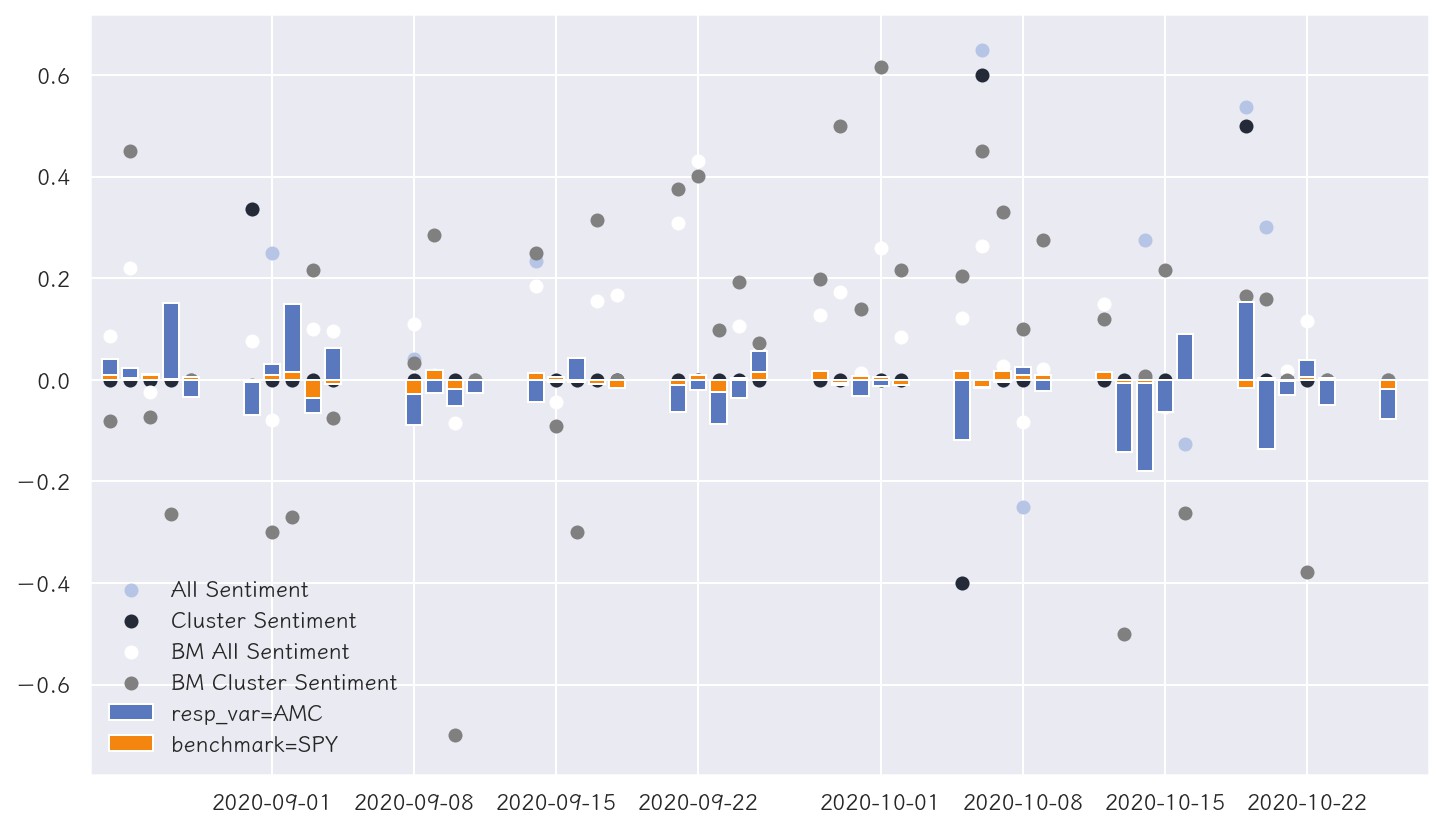 0.6
0.4
0.2
0.0
−0.2
−0.4
−0.6
All Sentiment
Cluster Sentiment
BM All Sentiment
BM Cluster Sentiment
resp_var=AMC
benchmark=SPY
2020-09-01 2020-09-08 2020-09-15 2020-09-22 2020-10-01 2020-10-08 2020-10-15 2020-10-22